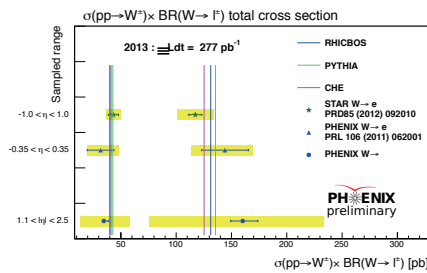 σ(pp→W±)× BR(W→ l±) total cross section
Sampled range
2013 : Ldt = 277 pb⁻¹
RHICBOS
PYTHIA
CHE
STAR W→ e
PRD85 (2012) 092010
PHENIX W→ e
PRL 106 (2011) 062001
PHENIX W→
-1.0 < η < 1.0
-0.35 < η < 0.35
1.1 < |η| < 2.5
PHENIX
preliminary
50 100 150 200 250 300
σ(pp→W±)× BR(W→ l±) [pb]